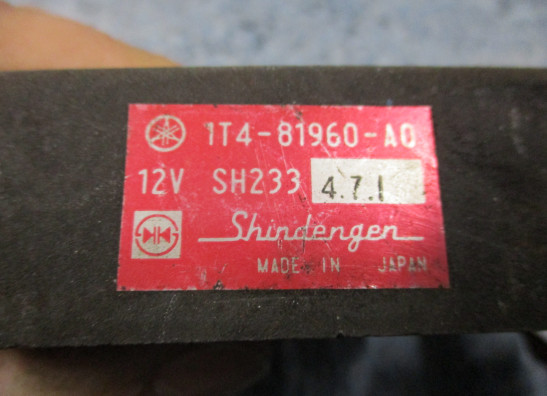 1T4-81960-A0
12V SH233 4.7.1
Shindengen
MADE IN JAPAN